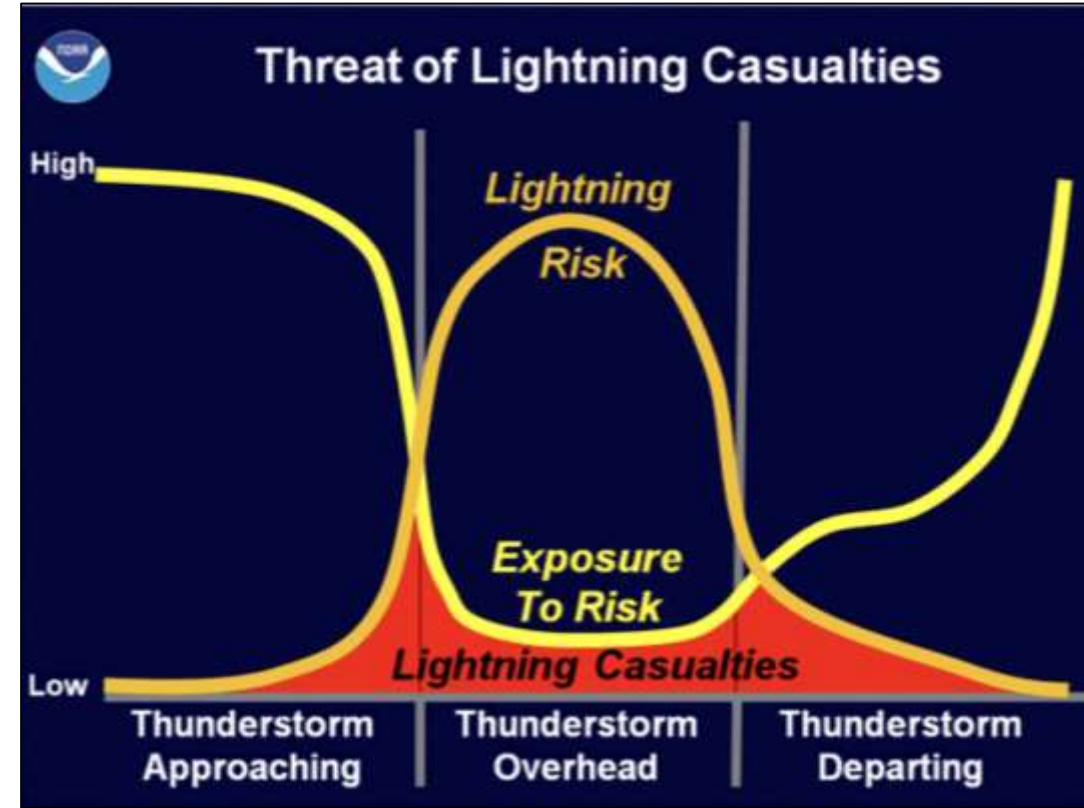 NOAA
Threat of Lightning Casualties
High
Lightning
Risk
Exposure
To Risk
Lightning Casualties
Low
Thunderstorm
Approaching
Thunderstorm
Overhead
Thunderstorm
Departing